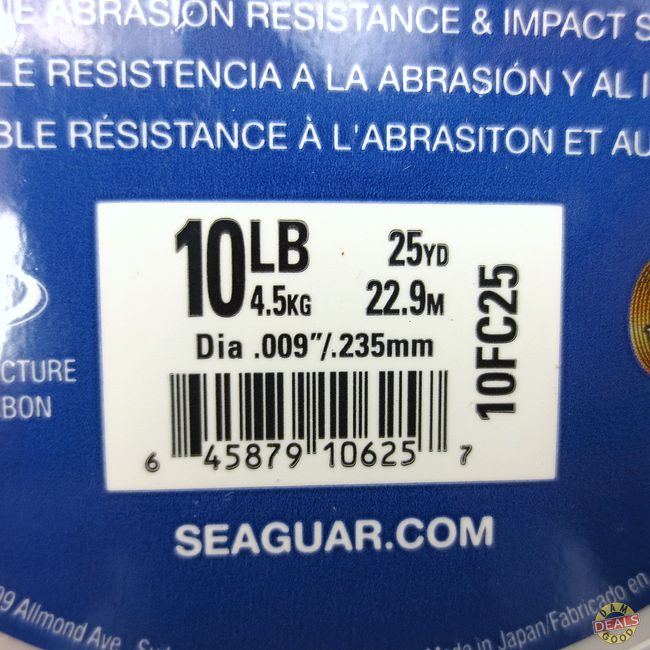 ABRASION RESISTANCE & IMPACT S
LE RESISTENCIA A LA ABRASIÓN Y AL
BLE RÉSISTANCE À L'ABRASITON ET AU
10LB 25YD
4.5KG 22.9M
Dia .009"/.235mm
10FC25
6 45879 10625 7
CTURE
BON
SEAGUAR.COM
99 Allmond Ave
Made in Japan/Fabricado en
DAMN
GOOD
DEALS